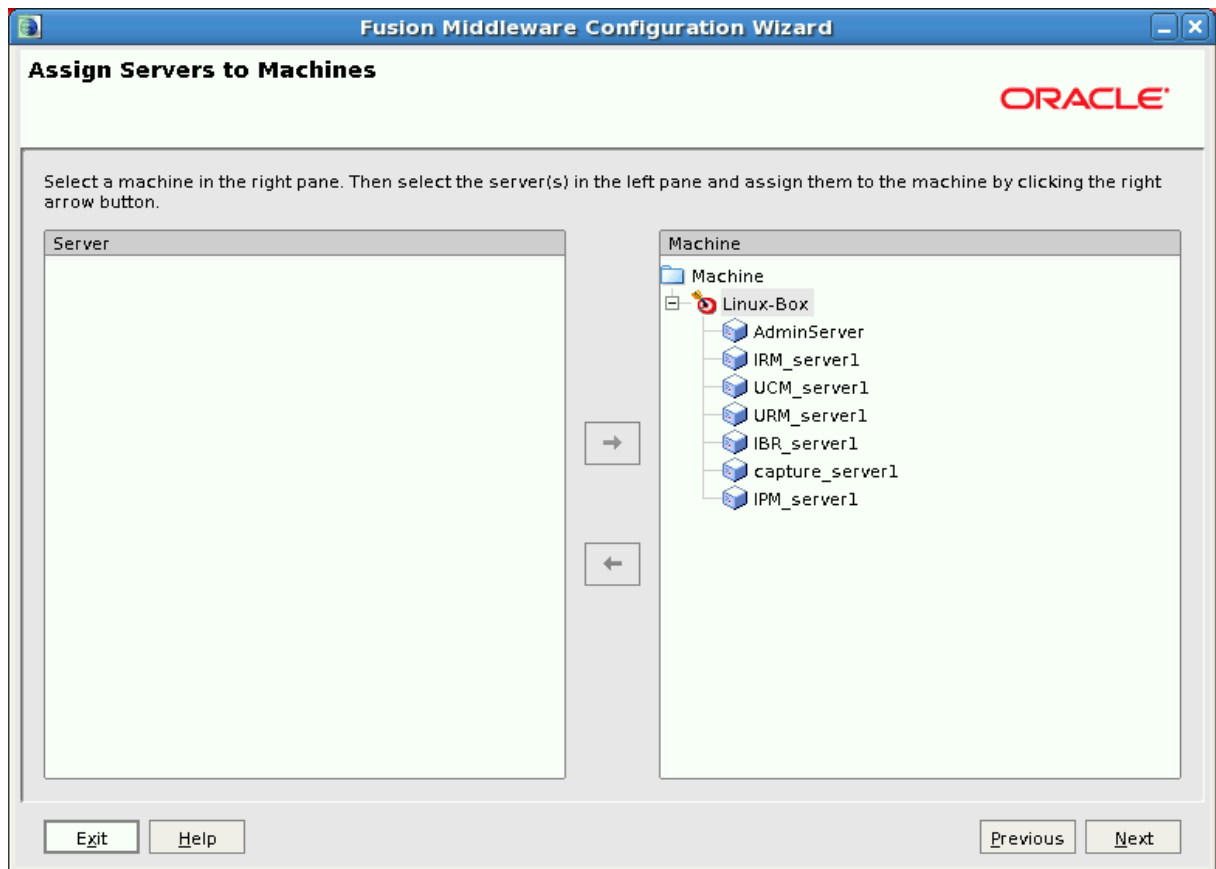 Fusion Middleware Configuration Wizard
Assign Servers to Machines
ORACLE
Select a machine in the right pane. Then select the server(s) in the left pane and assign them to the machine by clicking the right
arrow button.
Server
Machine
Machine
Linux-Box
AdminServer
IRM_server1
UCM_server1
URM_server1
IBR_server1
capture_server1
IPM_server1
Exit
Help
Previous
Next